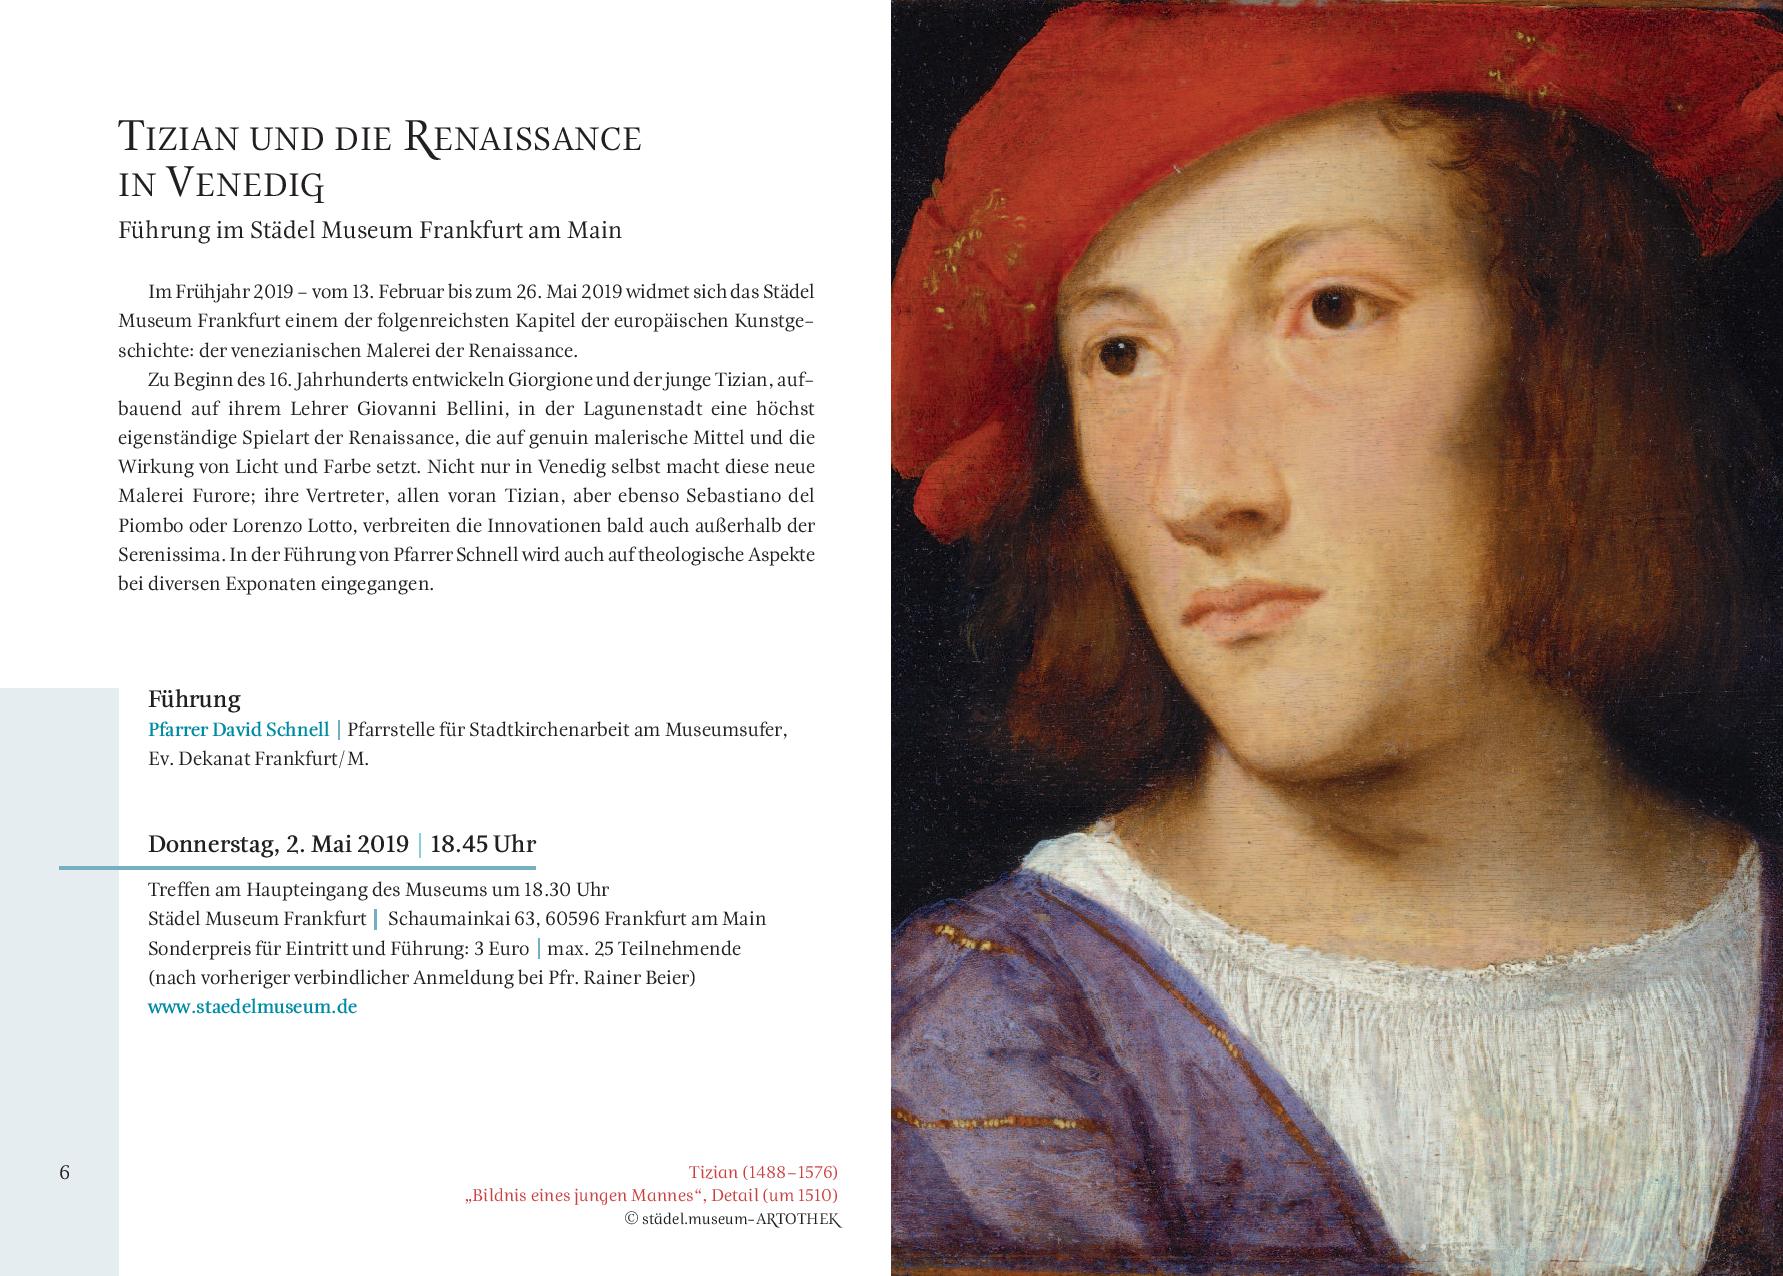 Tizian und die Renaissance
in Venedig
Führung im Städel Museum Frankfurt am Main
Im Frühjahr 2019 – vom 13. Februar bis zum 26. Mai 2019 widmet sich das Städel
Museum Frankfurt einem der folgenreichsten Kapitel der europäischen Kunstge-
schichte: der venezianischen Malerei der Renaissance.
Zu Beginn des 16. Jahrhunderts entwickeln Giorgione und der junge Tizian, auf-
bauend auf ihrem Lehrer Giovanni Bellini, in der Lagunenstadt eine höchst
eigenständige Spielart der Renaissance, die auf genuin malerische Mittel und die
Wirkung von Licht und Farbe setzt. Nicht nur in Venedig selbst macht diese neue
Malerei Furore; ihre Vertreter, allen voran Tizian, aber ebenso Sebastiano del
Piombo oder Lorenzo Lotto, verbreiten die Innovationen bald auch außerhalb der
Serenissima. In der Führung von Pfarrer Schnell wird auch auf theologische Aspekte
bei diversen Exponaten eingegangen.
Führung
Pfarrer David Schnell | Pfarrstelle für Stadtkirchenarbeit am Museumsufer,
Ev. Dekanat Frankfurt/M.
Donnerstag, 2. Mai 2019 | 18.45 Uhr
Treffen am Haupteingang des Museums um 18.30 Uhr
Städel Museum Frankfurt | Schaumainkai 63, 60596 Frankfurt am Main
Sonderpreis für Eintritt und Führung: 3 Euro | max. 25 Teilnehmende
(nach vorheriger verbindlicher Anmeldung bei Pfr. Rainer Beier)
www.staedelmuseum.de
6
Tizian (1488–1576)
„Bildnis eines jungen Mannes“, Detail (um 1510)
© städel.museum-ARTOTHEK